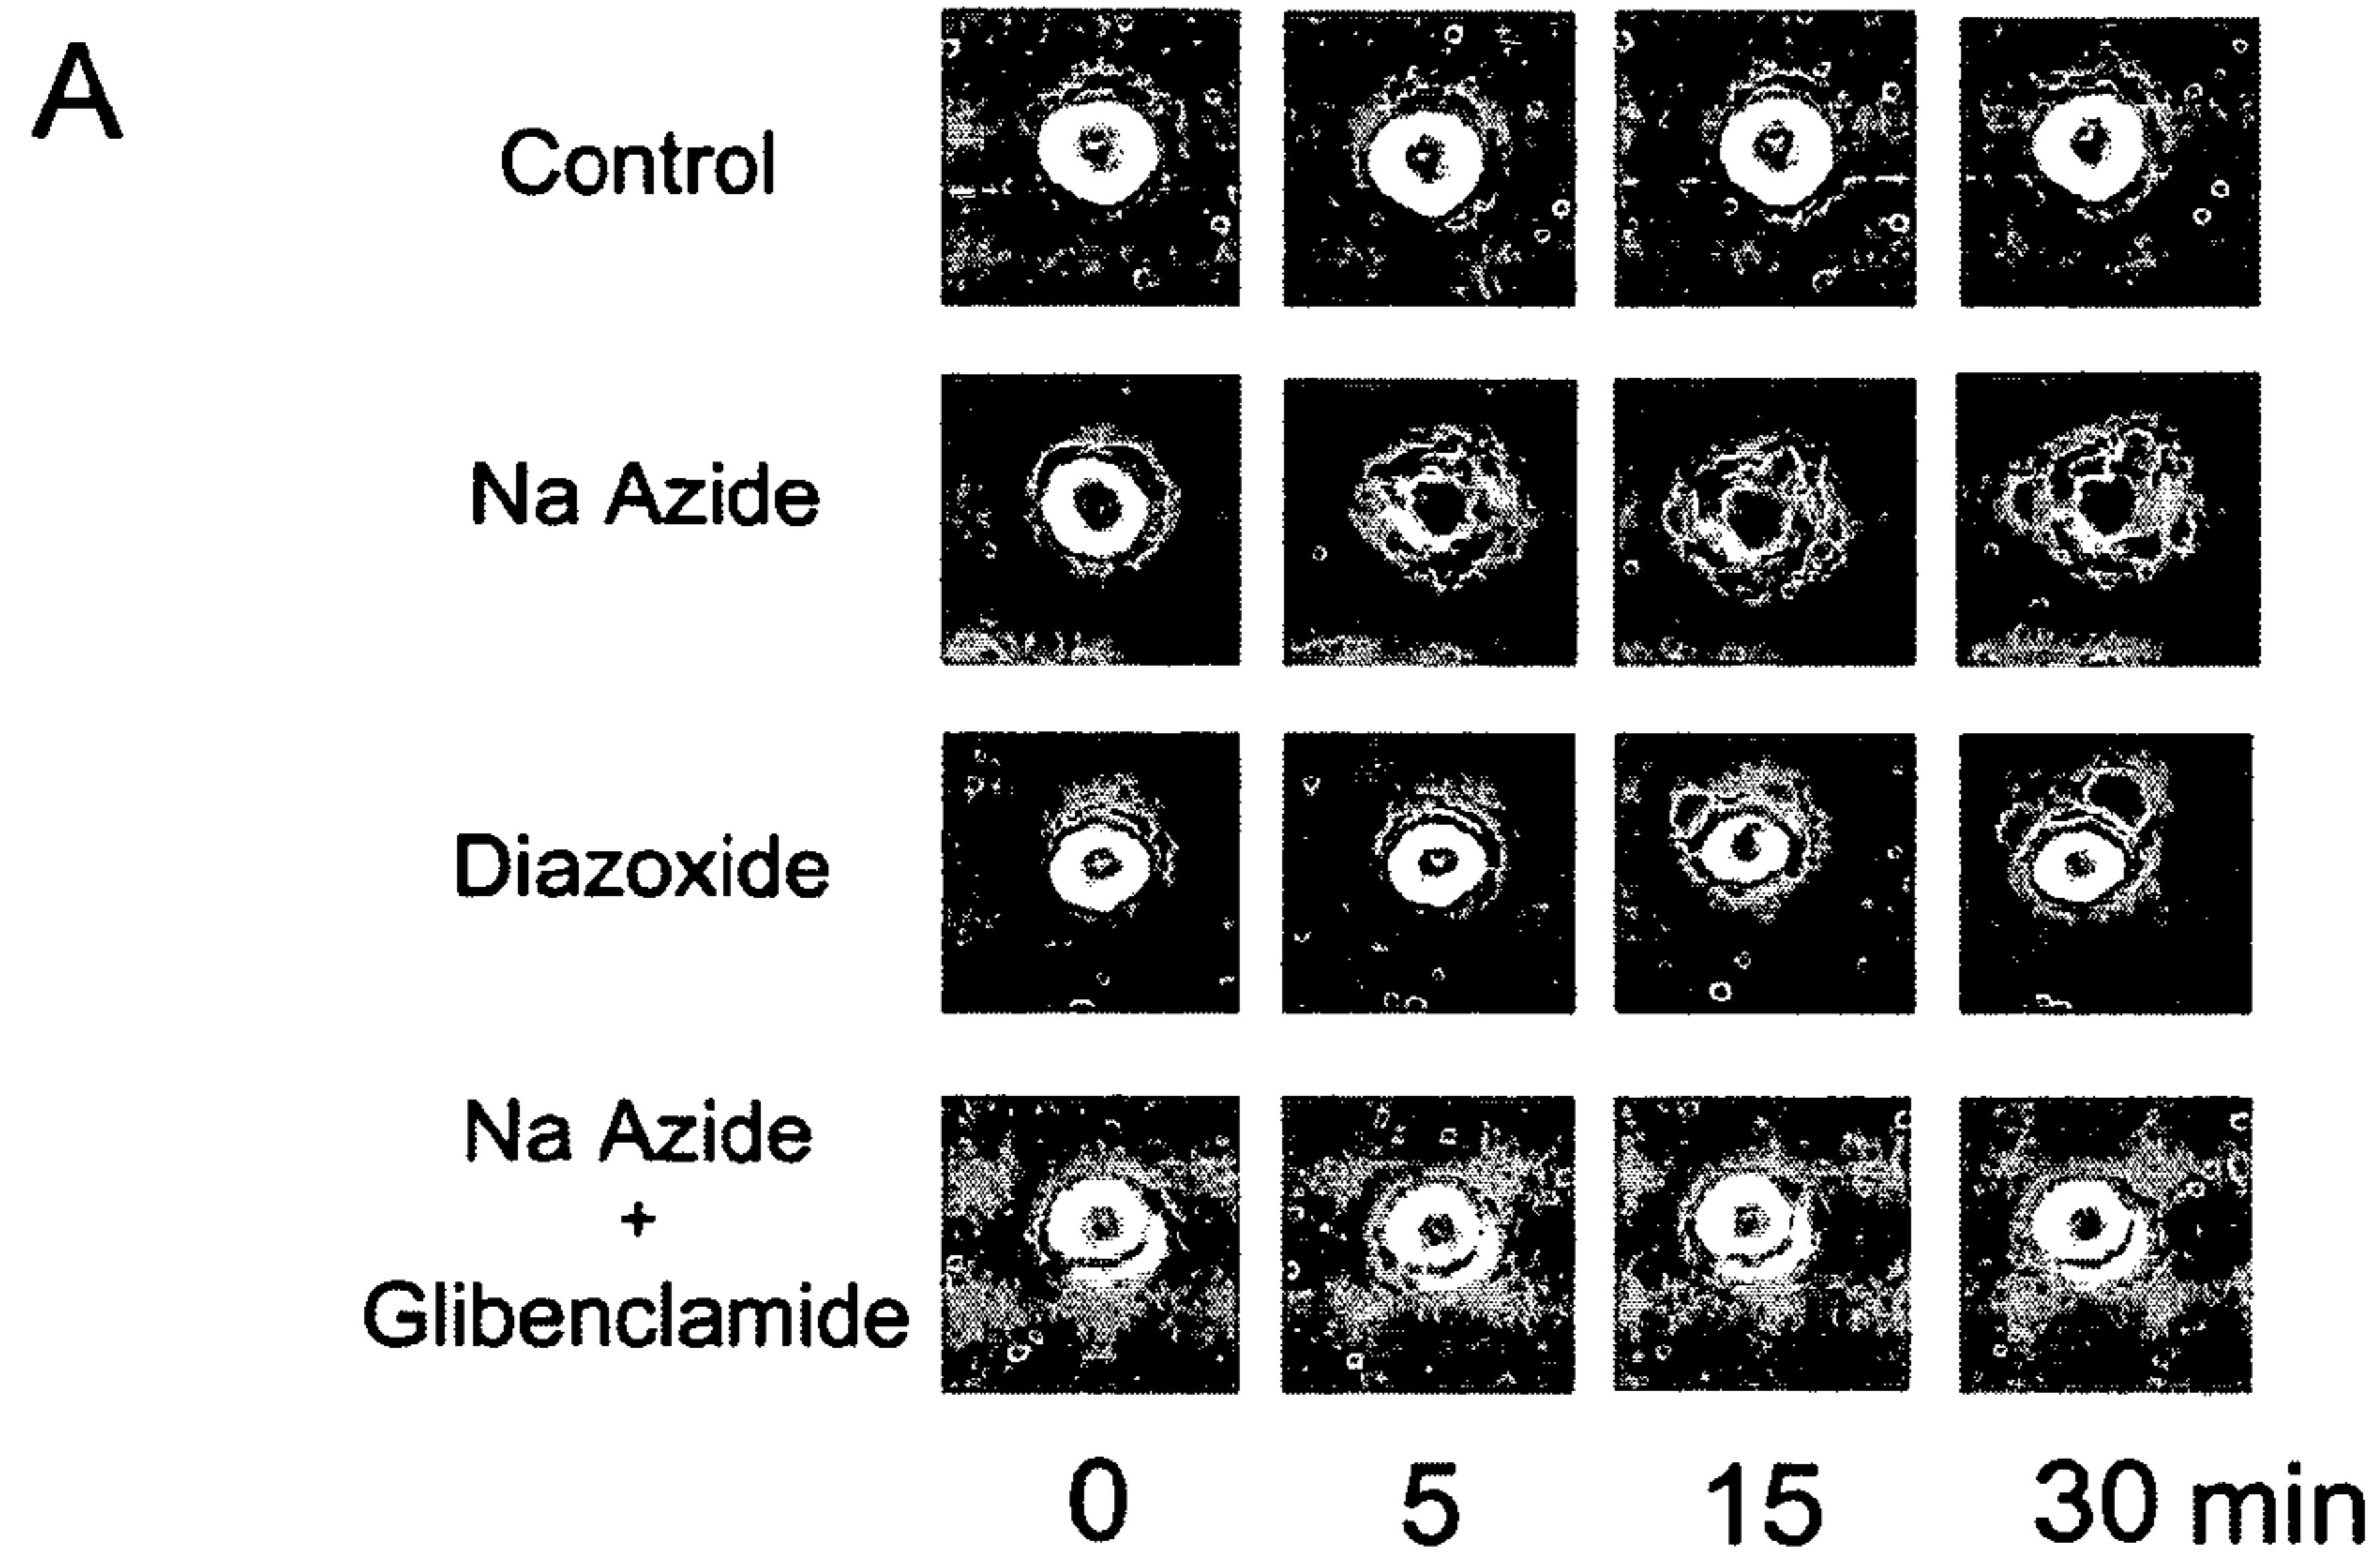 A
Control
Na Azide
Diazoxide
Na Azide
+
Glibenclamide
0 5 15 30 min